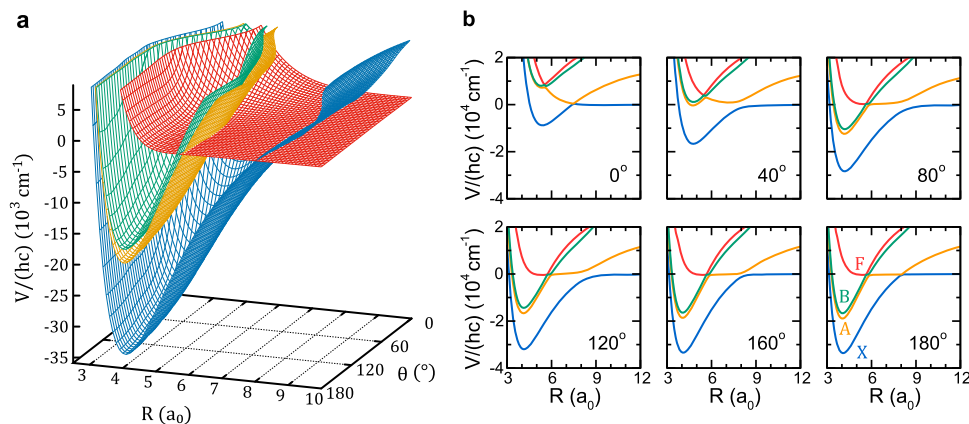 a
V/(hc) (10³ cm⁻¹)
5
0
-5
-10
-15
-20
-25
-30
-35
3
4
5
6
7
8
9
10
R (a₀)
180
120
60
0
θ (°)
b
V/(hc) (10⁴ cm⁻¹)
2
0
-2
-4
0°
40°
80°
V/(hc) (10⁴ cm⁻¹)
2
0
-2
-4
120°
160°
F
B
A
X
180°
3 6 9 12
3 6 9 12
3 6 9 12
R (a₀)
R (a₀)
R (a₀)